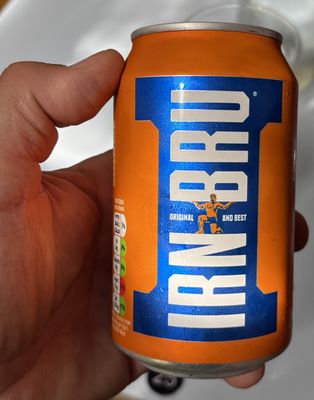 IRN BRU®
ORIGINAL AND BEST